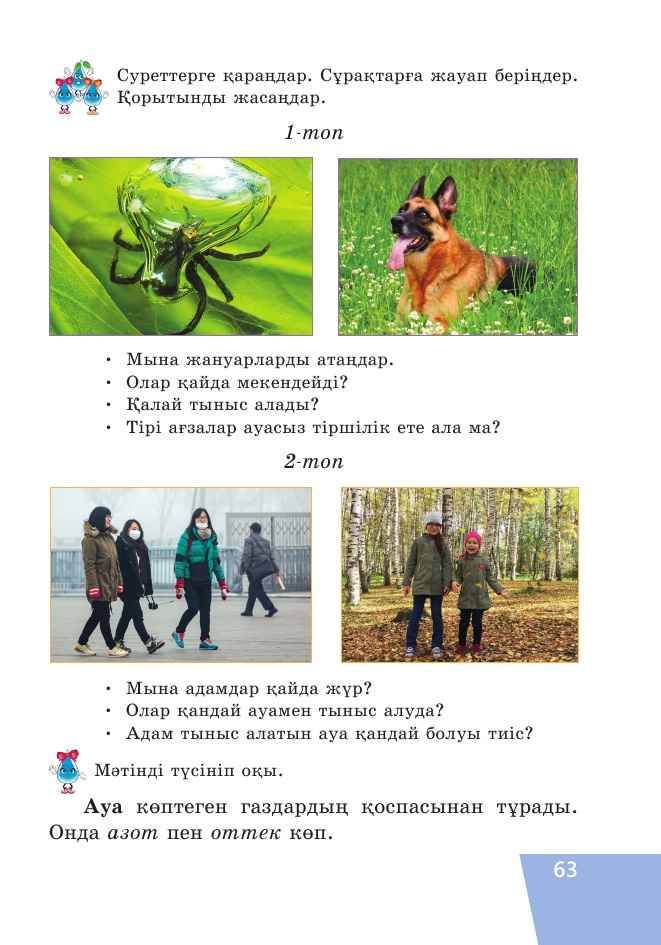 Суреттерге қараңдар. Сұрақтарға жауап беріңдер.
Қорытынды жасаңдар.
1-топ
• Мына жануарларды атаңдар.
• Олар қайда мекендейді?
• Қалай тыныс алады?
• Тірі ағзалар ауасыз тіршілік ете ала ма?
2-топ
• Мына адамдар қайда жүр?
• Олар қандай ауамен тыныс алуда?
• Адам тыныс алатын ауа қандай болуы тиіс?
Мәтінді түсініп оқы.
Ауа көптеген газдардың қоспасынан тұрады.
Онда азот пен оттек көп.
63